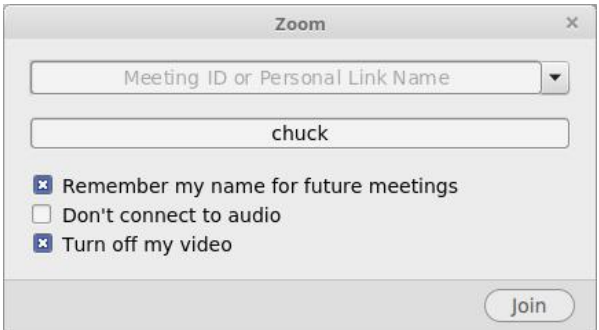 Zoom
Meeting ID or Personal Link Name
chuck
Remember my name for future meetings
Don't connect to audio
Turn off my video
Join